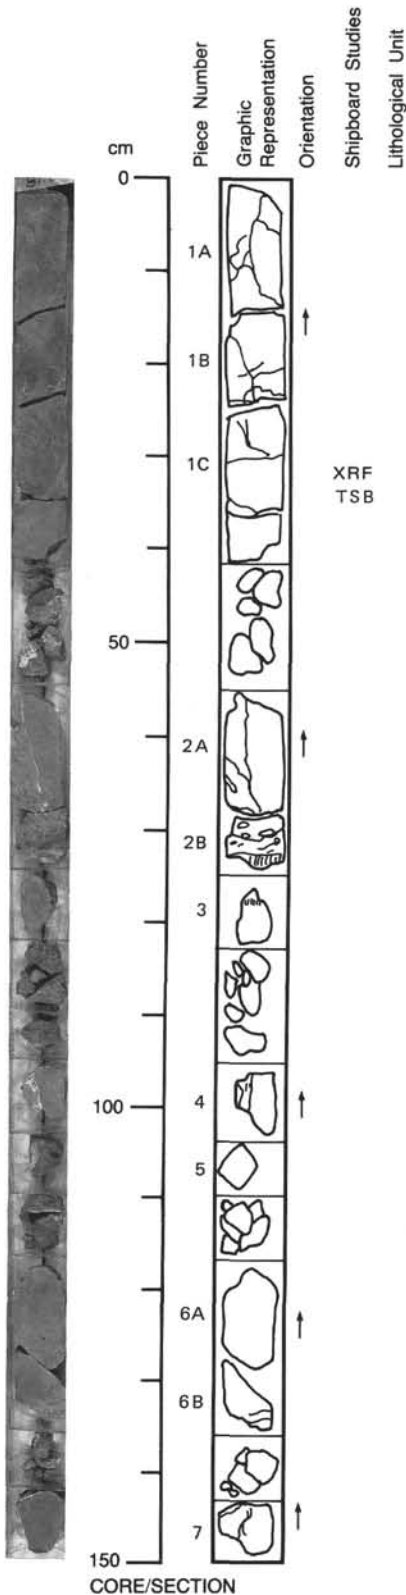 Piece Number
Graphic
Representation
Orientation
Shipboard Studies
Lithological Unit
cm
0
1A
1B
1C
XRF
TSB
50
2A
2B
3
100
4
5
6A
6B
7
150
CORE/SECTION